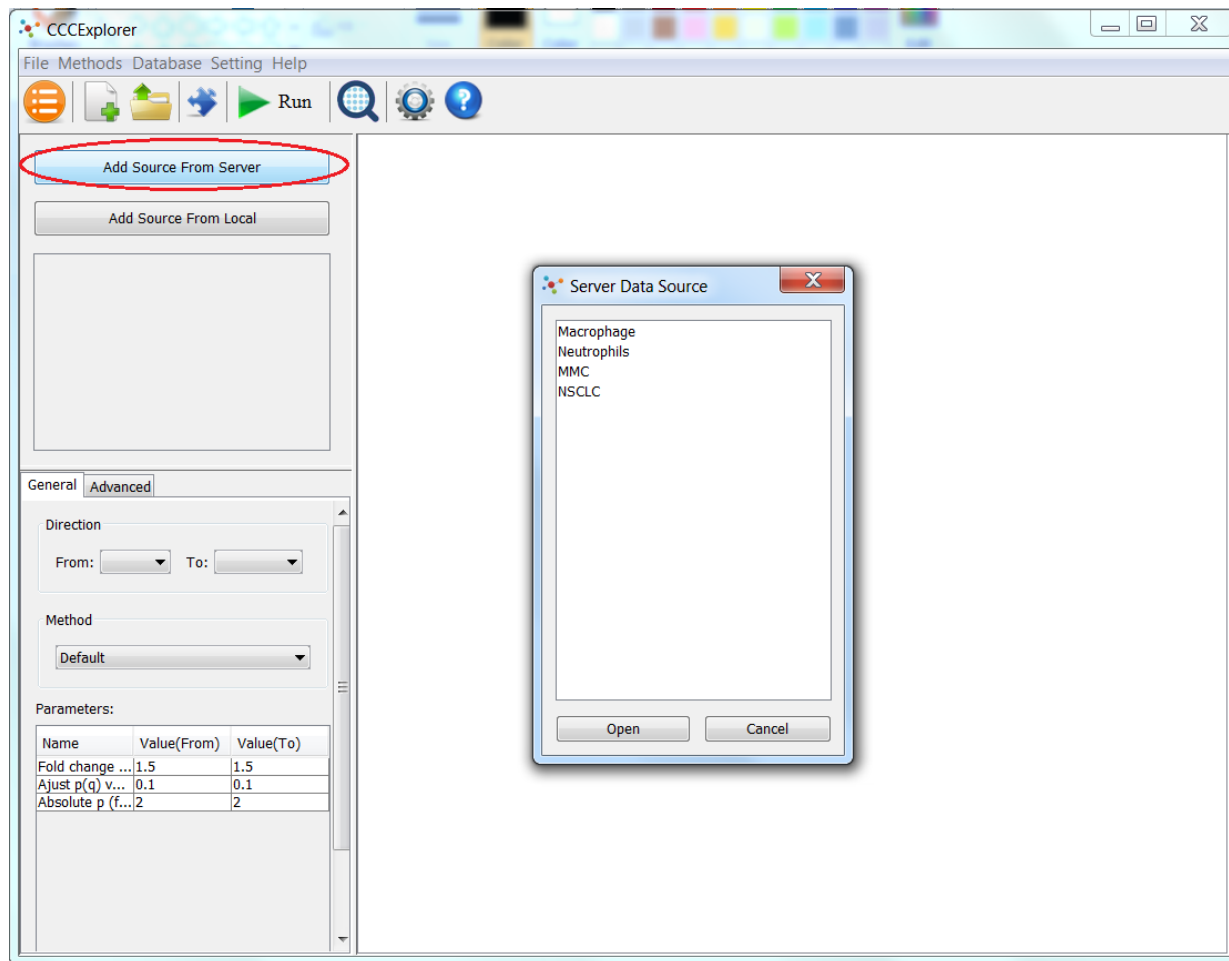 CCCExplorer
File Methods Database Setting Help
Run
Add Source From Server
Add Source From Local
Server Data Source
Macrophage
Neutrophils
MMC
NSCLC
Open Cancel
General Advanced
Direction
From: To:
Method
Default
Parameters:
Name Value(From) Value(To)
Fold change ... 1.5 1.5
Ajust p(q) v... 0.1 0.1
Absolute p (f... 2 2